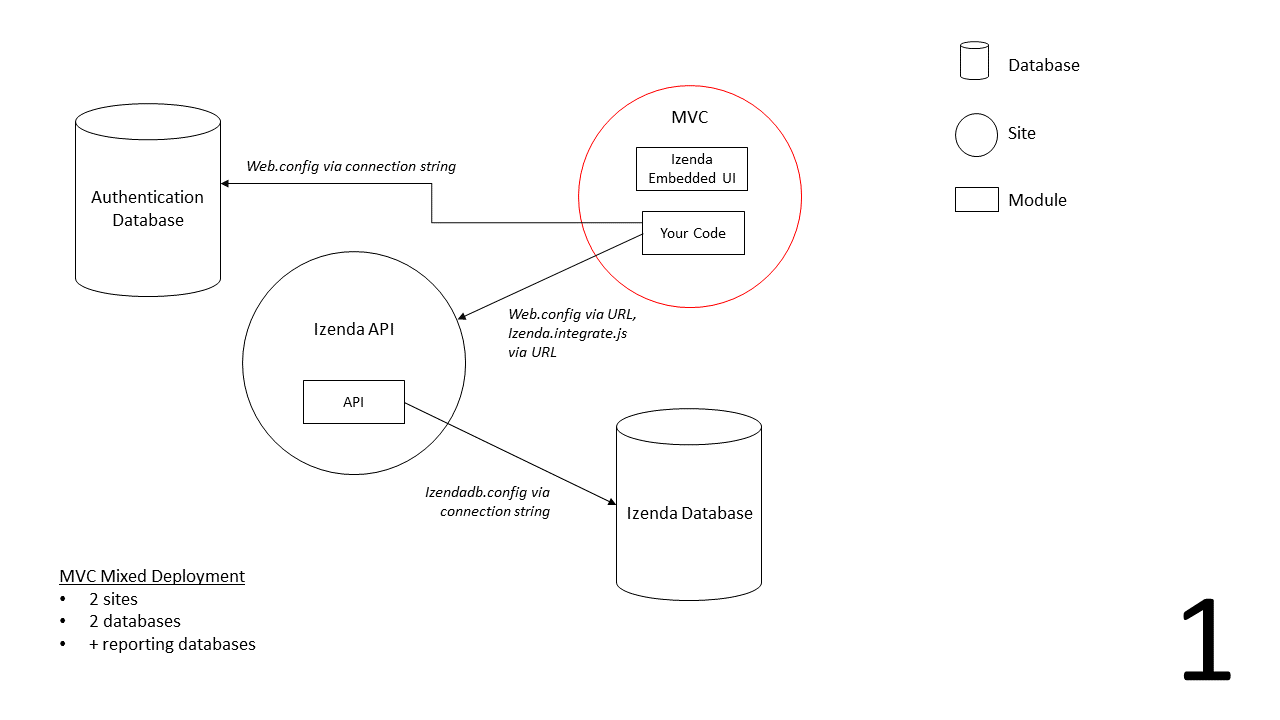 Database
MVC
Site
Izenda
Embedded UI
Web.config via connection string
Authentication
Database
Module
Your Code
Izenda API
Web.config via URL,
Izenda.integrate.js
via URL
API
Izendadb.config via
connection string
Izenda Database
MVC Mixed Deployment
• 2 sites
• 2 databases
• + reporting databases
1